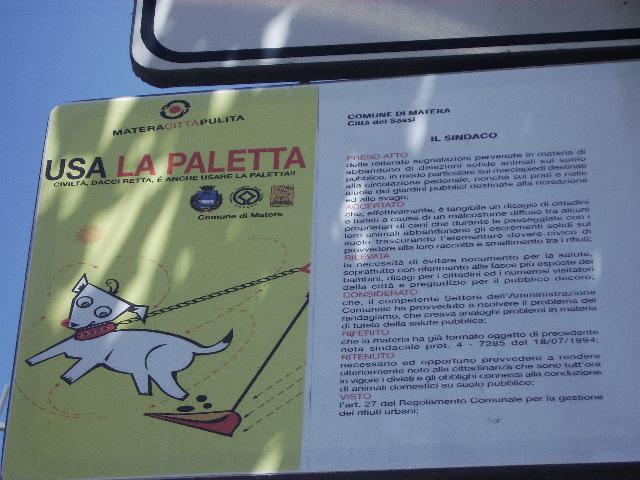 MATERACITTÀPULITA
USA LA PALETTA
CIVILTÀ, DACCI RETTA, È ANCHE USARE LA PALETTA!!
Comune di Matera
COMUNE DI MATERA
Città dei Sassi
IL SINDACO
PRESO ATTO
delle reiterate segnalazioni pervenute in materia di
abbandono di deiezioni solide animali sul suolo
pubblico, in modo particolare sui marciapiedi destinati
alla circolazione pedonale, nonché sui prati e nelle
aiuole dei giardini pubblici destinate alla ricreazione
ed allo svago;
ACCERTATO
che, effettivamente, è tangibile un disagio di cittadini
e turisti a causa di un malcostume diffuso tra alcuni
proprietari di cani che durante le passeggiate con i
loro animali abbandonano gli escrementi solidi sul
suolo trascurando l'elementare dovere civico di
provvedere alla loro raccolta e smaltimento tra i rifiuti;
RILEVATA
la necessità di evitare nocumento per la salute,
soprattutto con riferimento alle fasce più esposte dei
bambini, disagi per i cittadini ed i numerosi visitatori
della città e pregiudizio per il pubblico decoro;
CONSIDERATO
che, il competente Settore dell'Amministrazione
Comunale ha provveduto a risolvere il problema del
randagismo, che creava analoghi problemi in materia
di tutela della salute pubblica;
RIFERITO
che la materia ha già formato oggetto di precedente
nota sindacale prot. 4 - 7285 del 18/07/1994;
RITENUTO
necessario ed opportuno provvedere a rendere
ulteriormente noto alla cittadinanza che sono tutt'ora
in vigore i divieti e gli obblighi connessi alla conduzione
di animali domestici su suolo pubblico;
VISTO
l'art. 27 del Regolamento Comunale per la gestione
dei rifiuti urbani;